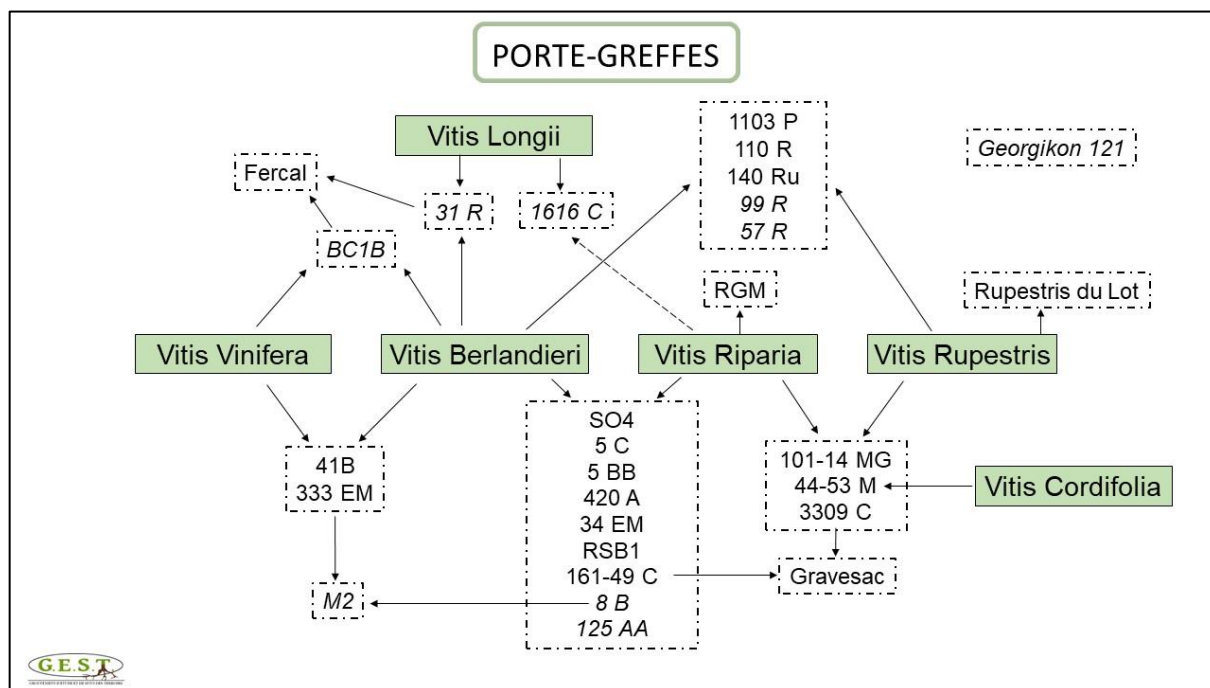 PORTE-GREFFES
Vitis Longii
1103 P
110 R
140 Ru
99 R
57 R
Georgikon 121
Fercal
31 R
1616 C
BC1B
RGM
Rupestris du Lot
Vitis Vinifera
Vitis Berlandieri
Vitis Riparia
Vitis Rupestris
41B
333 EM
SO4
5 C
5 BB
420 A
34 EM
RSB1
161-49 C
8 B
125 AA
101-14 MG
44-53 M
3309 C
Vitis Cordifolia
Gravesac
M2
G.E.S.T